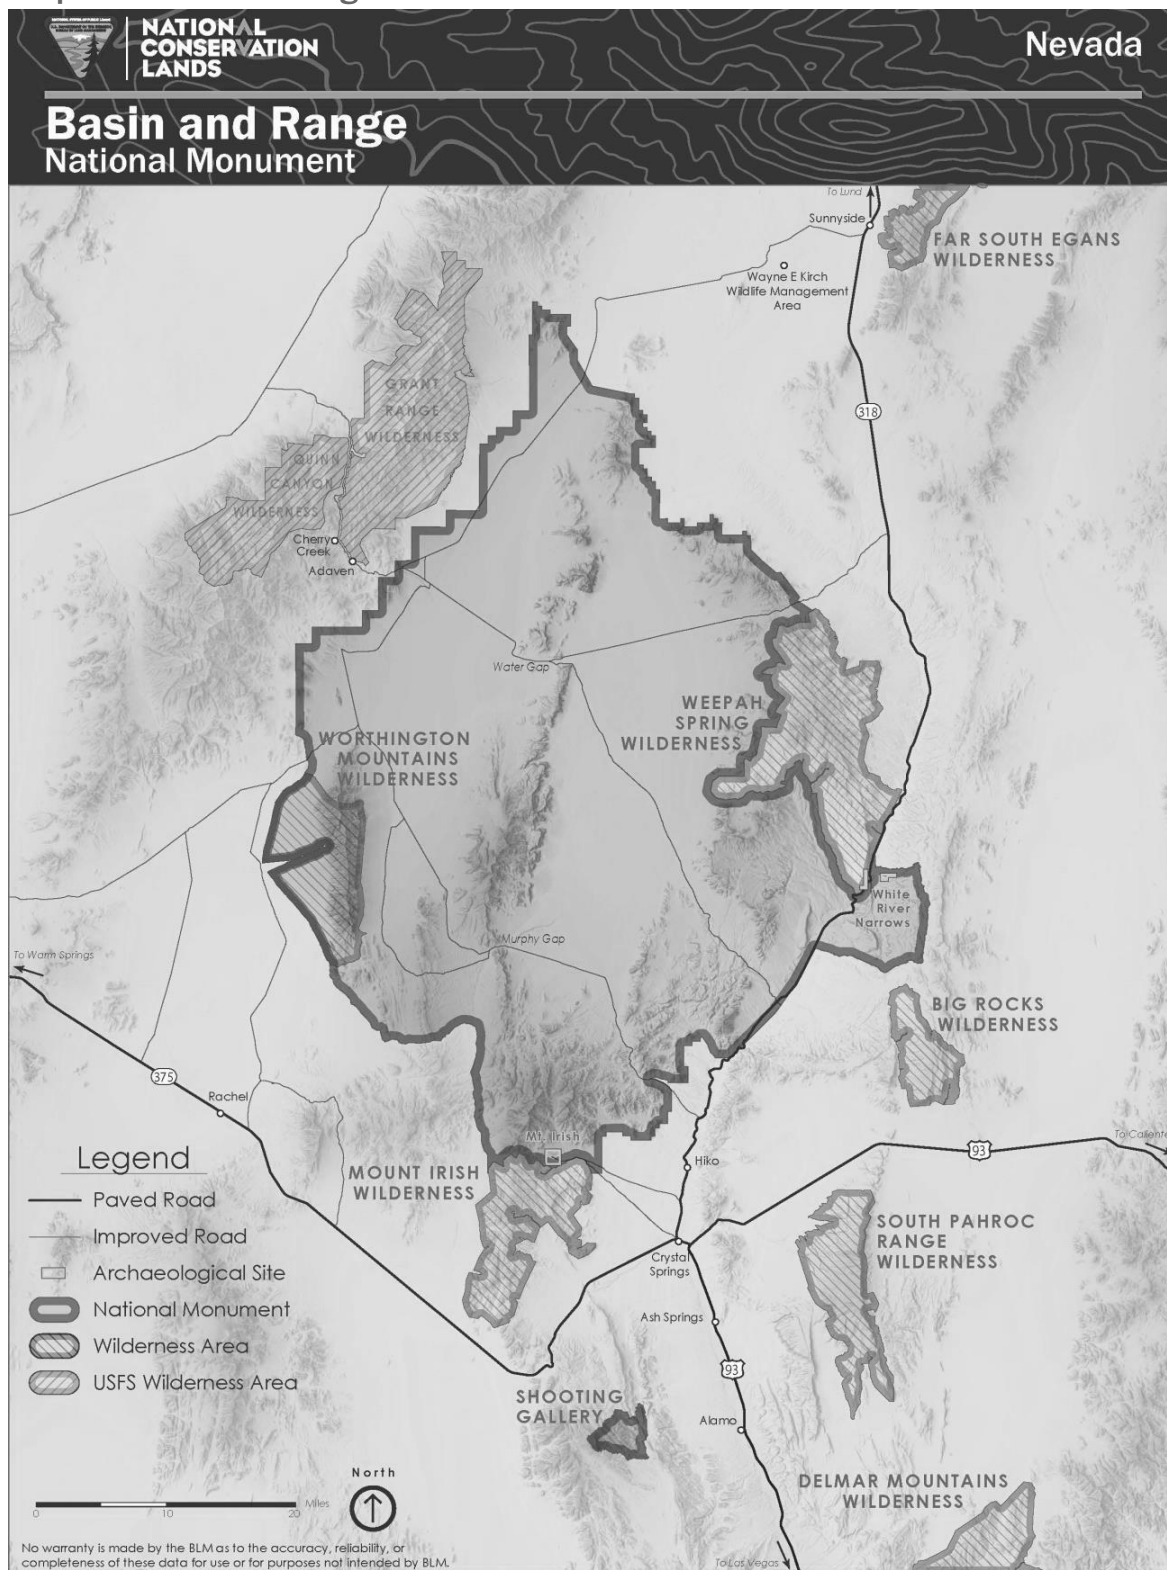 NATIONAL
CONSERVATION
LANDS
Nevada
Basin and Range
National Monument
To Lund
Sunnyside
FAR SOUTH EGANS
WILDERNESS
Wayne E Kirch
Wildlife Management
Area
GRANT
RANGE
WILDERNESS
318
QUINN
CANYON
WILDERNESS
Cherry
Creek
Adaven
Water Gap
WEEPAH
SPRING
WILDERNESS
WORTHINGTON
MOUNTAINS
WILDERNESS
White
River
Narrows
Murphy Gap
To Warm Springs
BIG ROCKS
WILDERNESS
375
Rachel
Mt. Irish
To Caliente
93
Hiko
MOUNT IRISH
WILDERNESS
Legend
Paved Road
Improved Road
Archaeological Site
National Monument
Wilderness Area
USFS Wilderness Area
SOUTH PAHROC
RANGE
WILDERNESS
Crystal
Springs
Ash Springs
93
SHOOTING
GALLERY
Alamo
North
DELMAR MOUNTAINS
WILDERNESS
0 10 20 Miles
No warranty is made by the BLM as to the accuracy, reliability, or
completeness of these data for use or for purposes not intended by BLM.
To Las Vegas